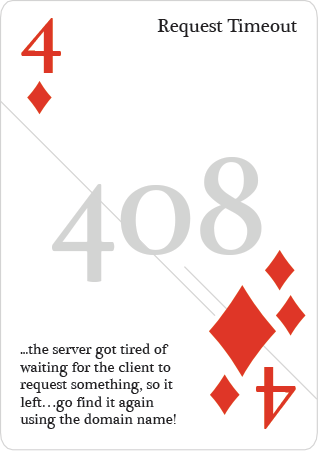 4
Request Timeout
408
...the server got tired of
waiting for the client to
request something, so it
left...go find it again
using the domain name!
4